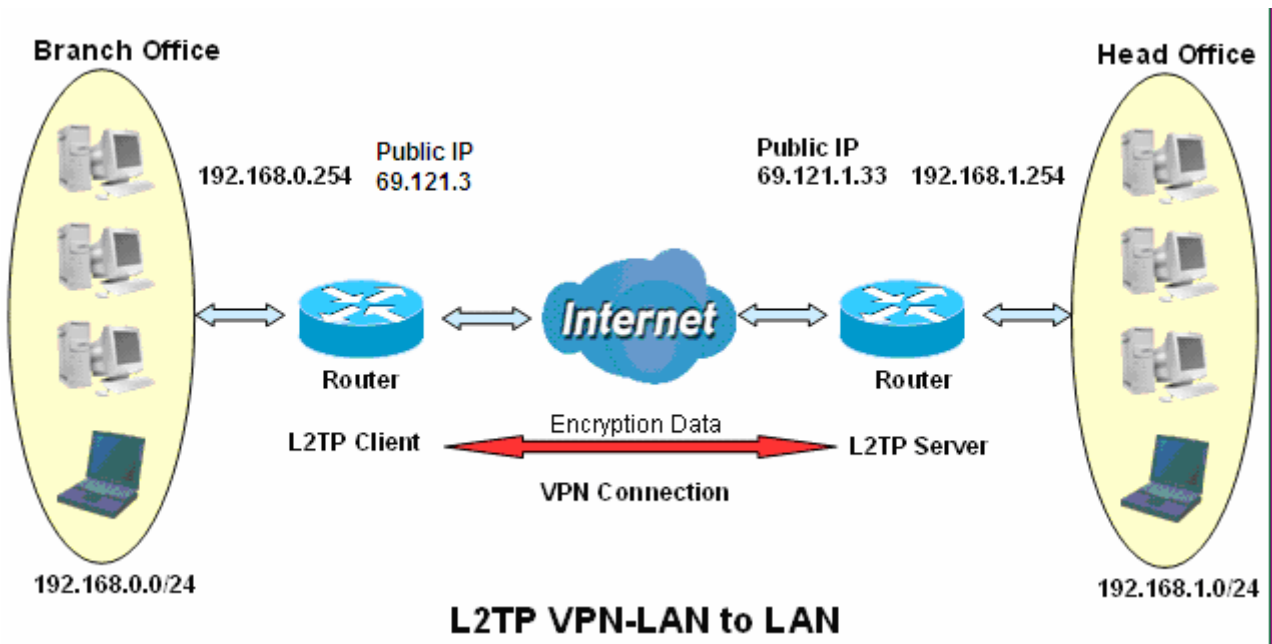 Branch Office
Head Office
192.168.0.254
Public IP
69.121.3
Public IP
69.121.1.33
192.168.1.254
Internet
Router
Router
L2TP Client
Encryption Data
L2TP Server
VPN Connection
192.168.0.0/24
192.168.1.0/24
L2TP VPN-LAN to LAN